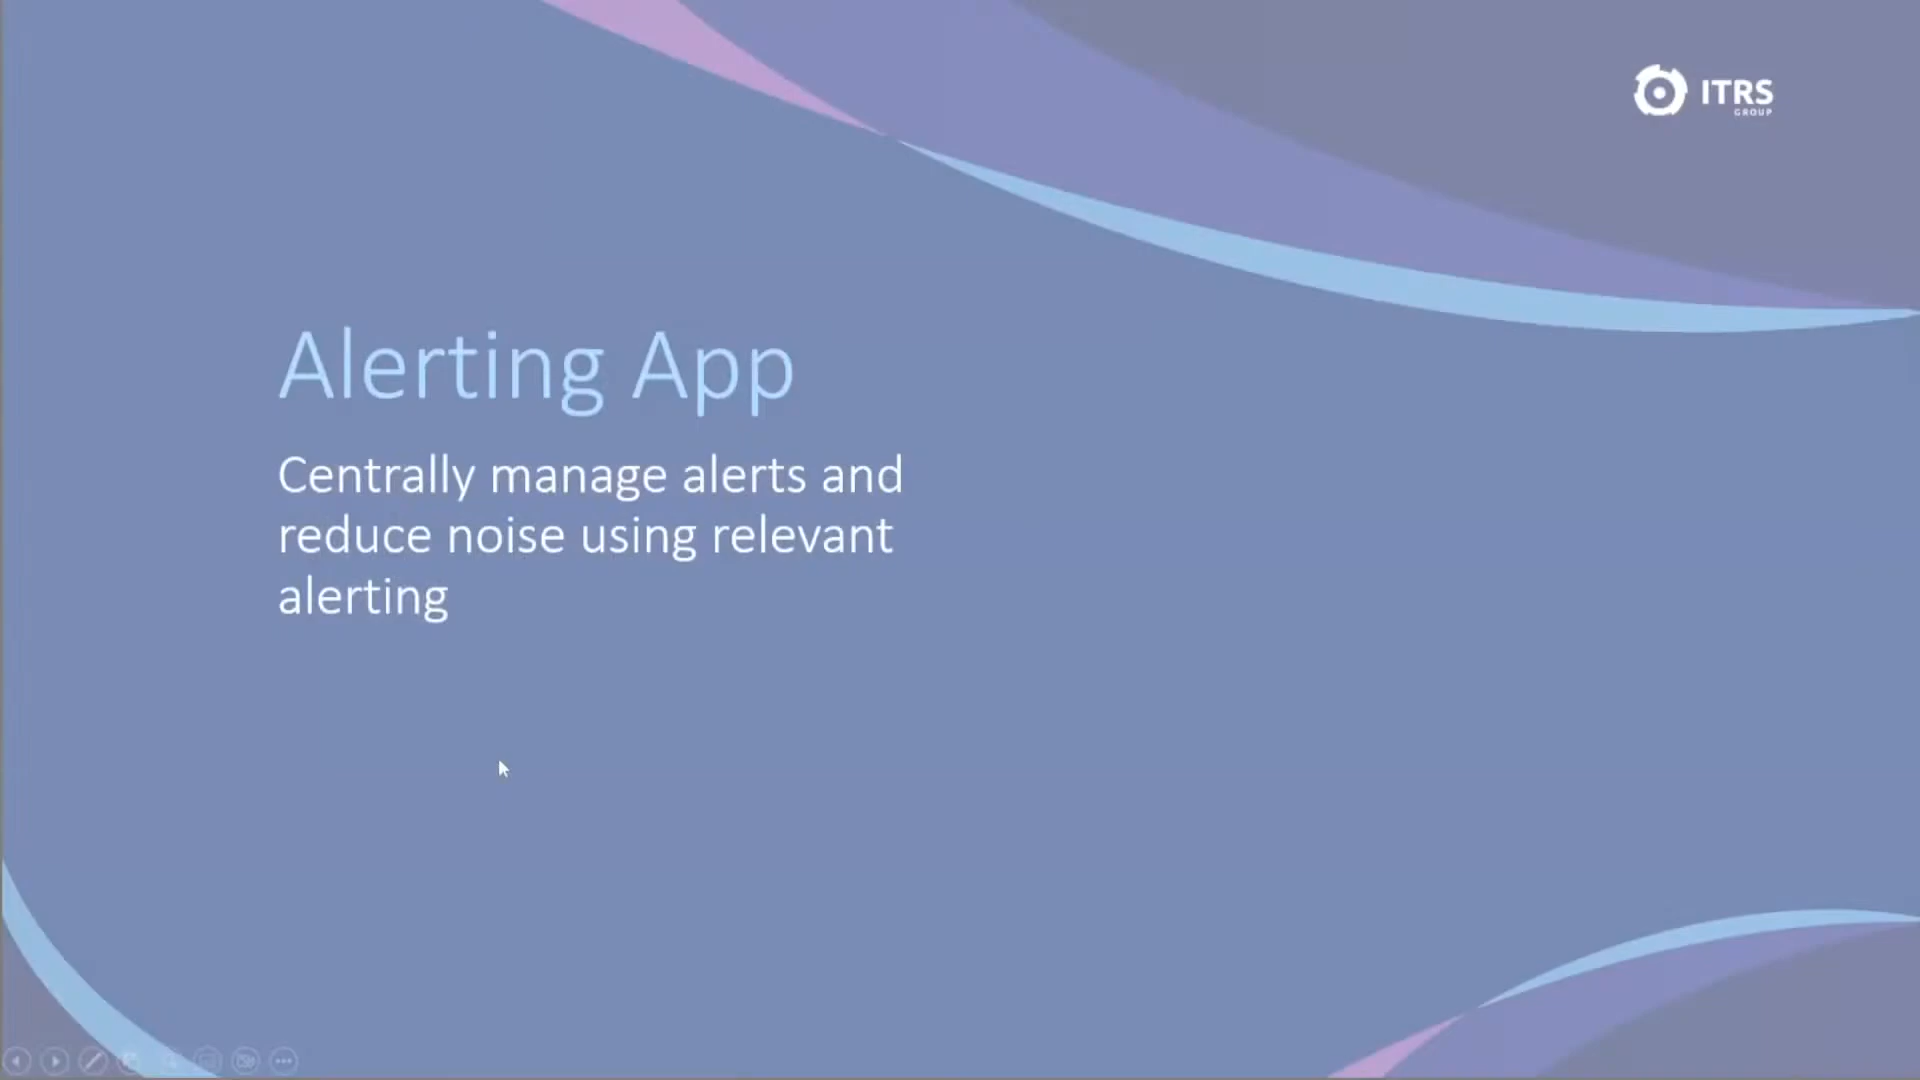 ITRS
GROUP
Alerting App
Centrally manage alerts and
reduce noise using relevant
alerting